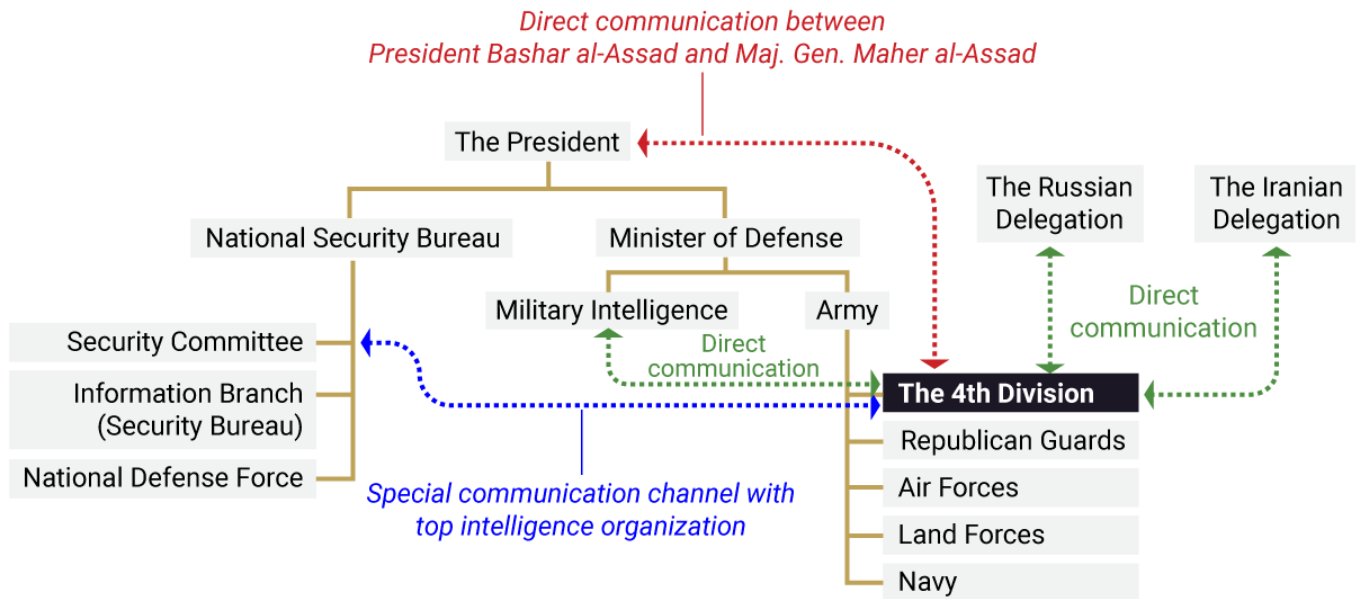 Direct communication between
President Bashar al-Assad and Maj. Gen. Maher al-Assad
The President
The Russian
Delegation
The Iranian
Delegation
National Security Bureau
Minister of Defense
Military Intelligence
Army
Direct
communication
Security Committee
Direct
communication
The 4th Division
Information Branch
(Security Bureau)
Republican Guards
National Defense Force
Special communication channel with
top intelligence organization
Air Forces
Land Forces
Navy